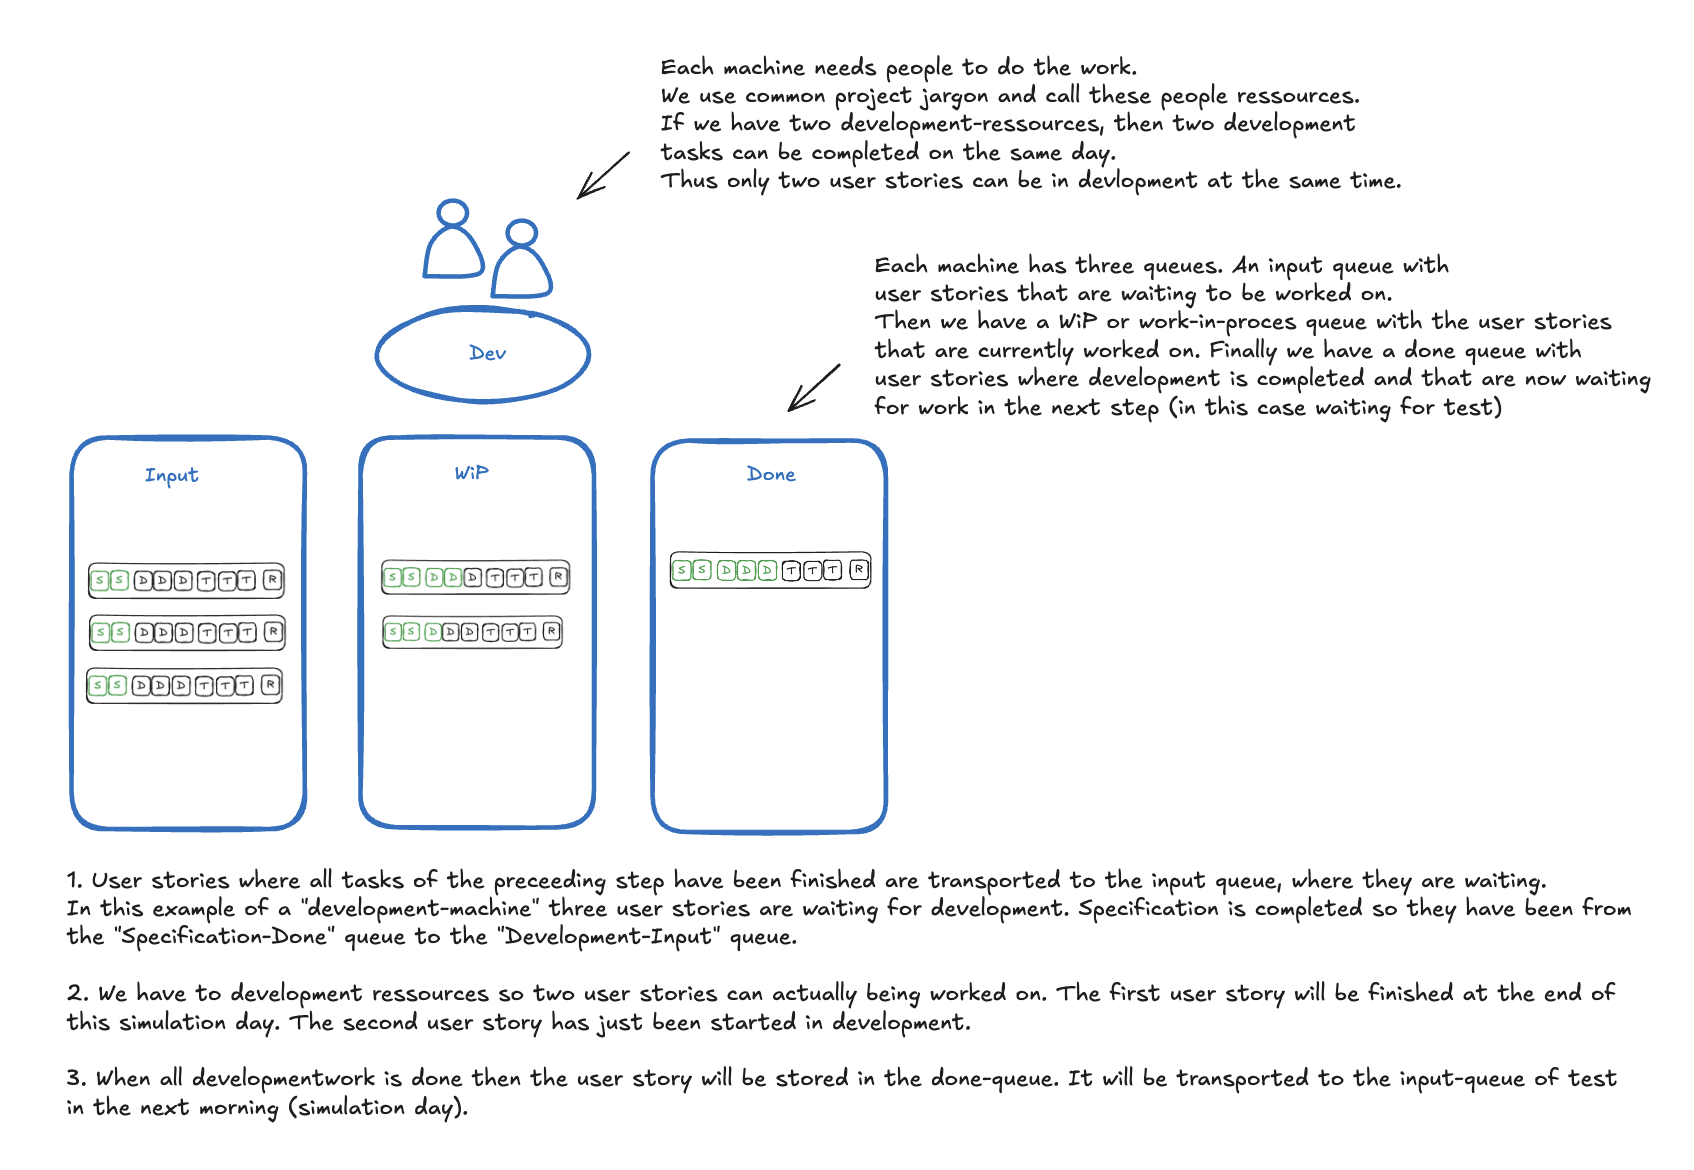 Each machine needs people to do the work.
We use common project jargon and call these people ressources.
If we have two development-ressources, then two development
tasks can be completed on the same day.
Thus only two user stories can be in devlopment at the same time.
Each machine has three queues. An input queue with
user stories that are waiting to be worked on.
Then we have a WiP or work-in-proces queue with the user stories
that are currently worked on. Finally we have a done queue with
user stories where development is completed and that are now waiting
for work in the next step (in this case waiting for test)
Dev
Input
S S D D D T T T R
S S D D D T T T R
S S D D D T T T R
WiP
S S D D D T T T R
S S D D D T T T R
Done
S S D D D T T T R
1. User stories where all tasks of the preceeding step have been finished are transported to the input queue, where they are waiting.
In this example of a "development-machine" three user stories are waiting for development. Specification is completed so they have been from
the "Specification-Done" queue to the "Development-Input" queue.
2. We have to development ressources so two user stories can actually being worked on. The first user story will be finished at the end of
this simulation day. The second user story has just been started in development.
3. When all developmentwork is done then the user story will be stored in the done-queue. It will be transported to the input-queue of test
in the next morning (simulation day).